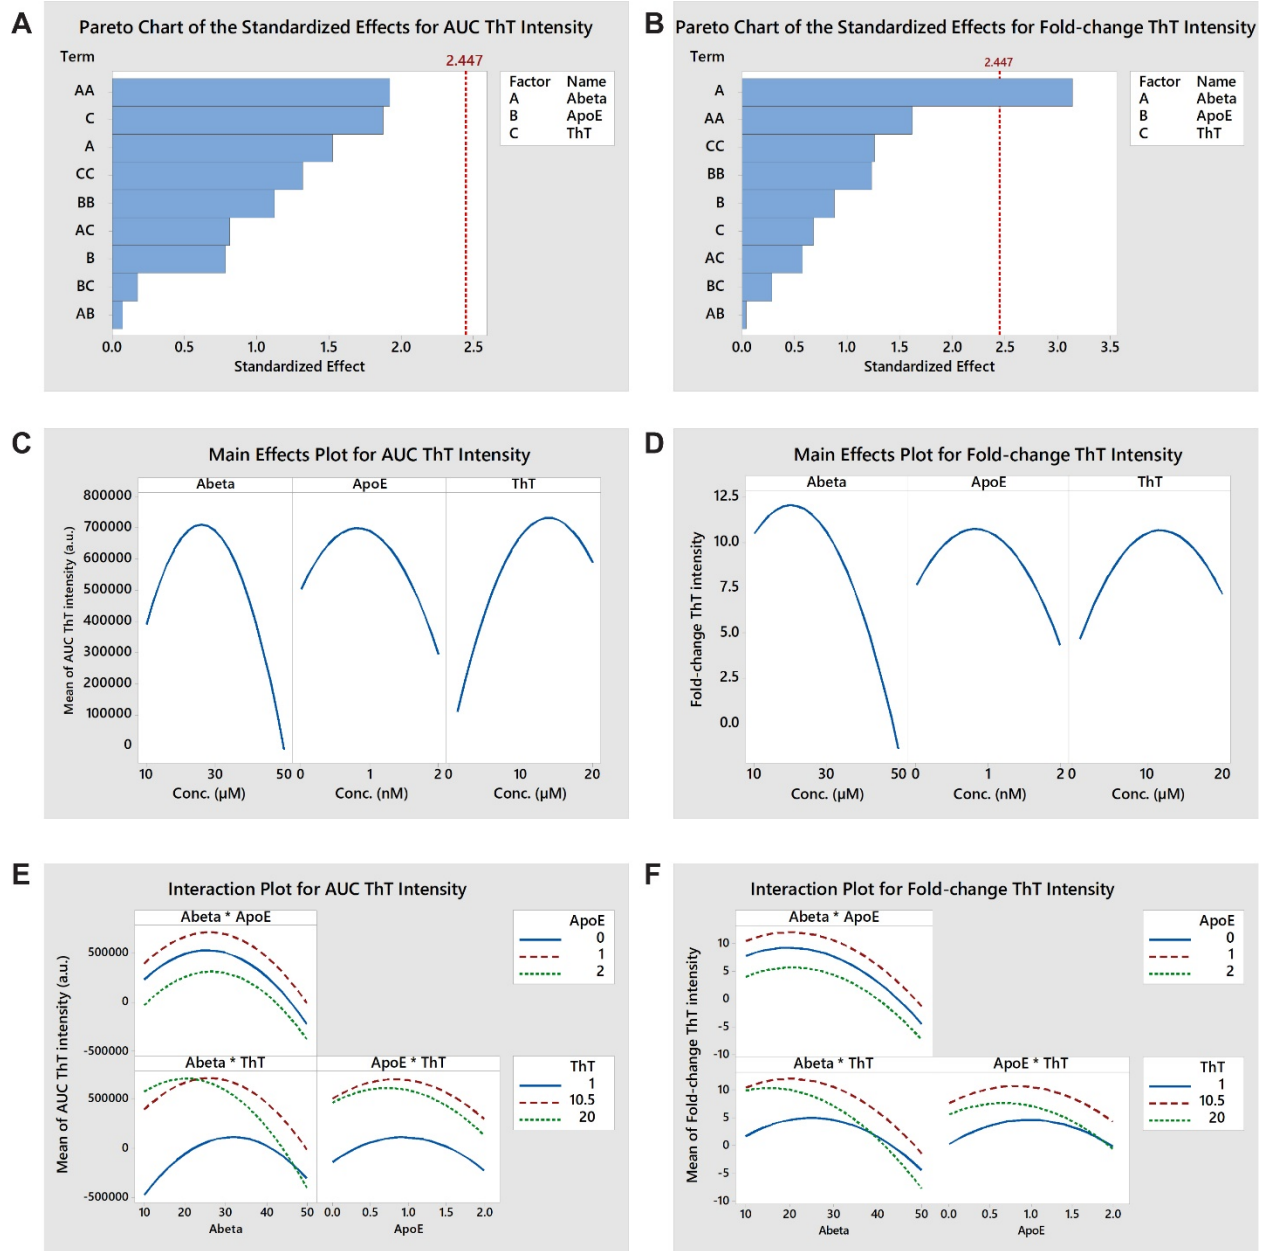 A
Pareto Chart of the Standardized Effects for AUC ThT Intensity
Term
2.447
AA
C
A
CC
BB
AC
B
BC
AB
0.0 0.5 1.0 1.5 2.0 2.5
Standardized Effect
Factor Name
A Abeta
B ApoE
C ThT
B
Pareto Chart of the Standardized Effects for Fold-change ThT Intensity
Term
2.447
A
AA
CC
BB
B
C
AC
BC
AB
0.0 0.5 1.0 1.5 2.0 2.5 3.0 3.5
Standardized Effect
Factor Name
A Abeta
B ApoE
C ThT
C
Main Effects Plot for AUC ThT Intensity
Abeta ApoE ThT
Mean of AUC ThT intensity (a.u.)
800000
700000
600000
500000
400000
300000
200000
100000
0
10 30 50 0 1 2 0 10 20
Conc. (µM) Conc. (nM) Conc. (µM)
D
Main Effects Plot for Fold-change ThT Intensity
Abeta ApoE ThT
Fold-change ThT intensity
12.5
10.0
7.5
5.0
2.5
0.0
10 30 50 0 1 2 0 10 20
Conc. (µM) Conc. (nM) Conc. (µM)
E
Interaction Plot for AUC ThT Intensity
Mean of AUC ThT intensity (a.u.)
Abeta * ApoE
500000
0
-500000
ApoE
0
1
2
Abeta * ThT ApoE * ThT
500000
0
-500000
ThT
1
10.5
20
10 20 30 40 50 0.0 0.5 1.0 1.5 2.0
Abeta ApoE
F
Interaction Plot for Fold-change ThT Intensity
Mean of Fold-change ThT intensity
Abeta * ApoE
10
5
0
-5
-10
ApoE
0
1
2
Abeta * ThT ApoE * ThT
10
5
0
-5
-10
ThT
1
10.5
20
10 20 30 40 50 0.0 0.5 1.0 1.5 2.0
Abeta ApoE